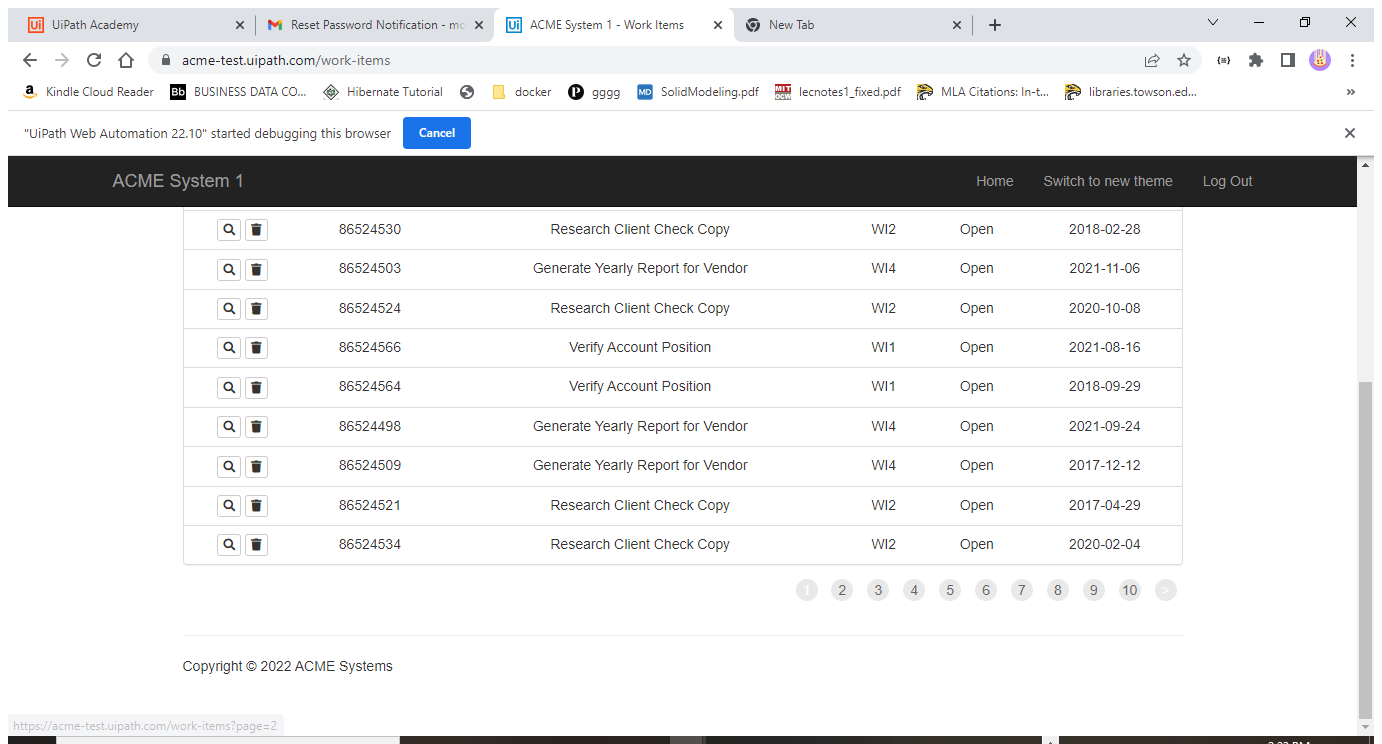 UiPath Academy
Reset Password Notification - mo
ACME System 1 - Work Items
New Tab
acme-test.uipath.com/work-items
Kindle Cloud Reader
Bb BUSINESS DATA CO...
Hibernate Tutorial
docker
gggg
MD SolidModeling.pdf
MIT OCW lecnotes1_fixed.pdf
MLA Citations: In-t...
libraries.towson.ed...
»
"UiPath Web Automation 22.10" started debugging this browser Cancel
ACME System 1 Home Switch to new theme Log Out
86524530 Research Client Check Copy WI2 Open 2018-02-28
86524503 Generate Yearly Report for Vendor WI4 Open 2021-11-06
86524524 Research Client Check Copy WI2 Open 2020-10-08
86524566 Verify Account Position WI1 Open 2021-08-16
86524564 Verify Account Position WI1 Open 2018-09-29
86524498 Generate Yearly Report for Vendor WI4 Open 2021-09-24
86524509 Generate Yearly Report for Vendor WI4 Open 2017-12-12
86524521 Research Client Check Copy WI2 Open 2017-04-29
86524534 Research Client Check Copy WI2 Open 2020-02-04
1 2 3 4 5 6 7 8 9 10 >
Copyright © 2022 ACME Systems
https://acme-test.uipath.com/work-items?page=2